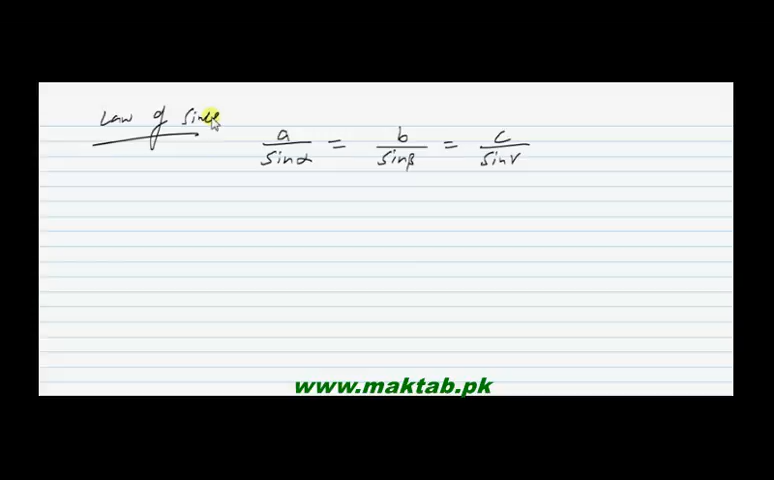 Law of Sine
a/sinα = b/sinβ = c/sinγ
www.maktab.pk